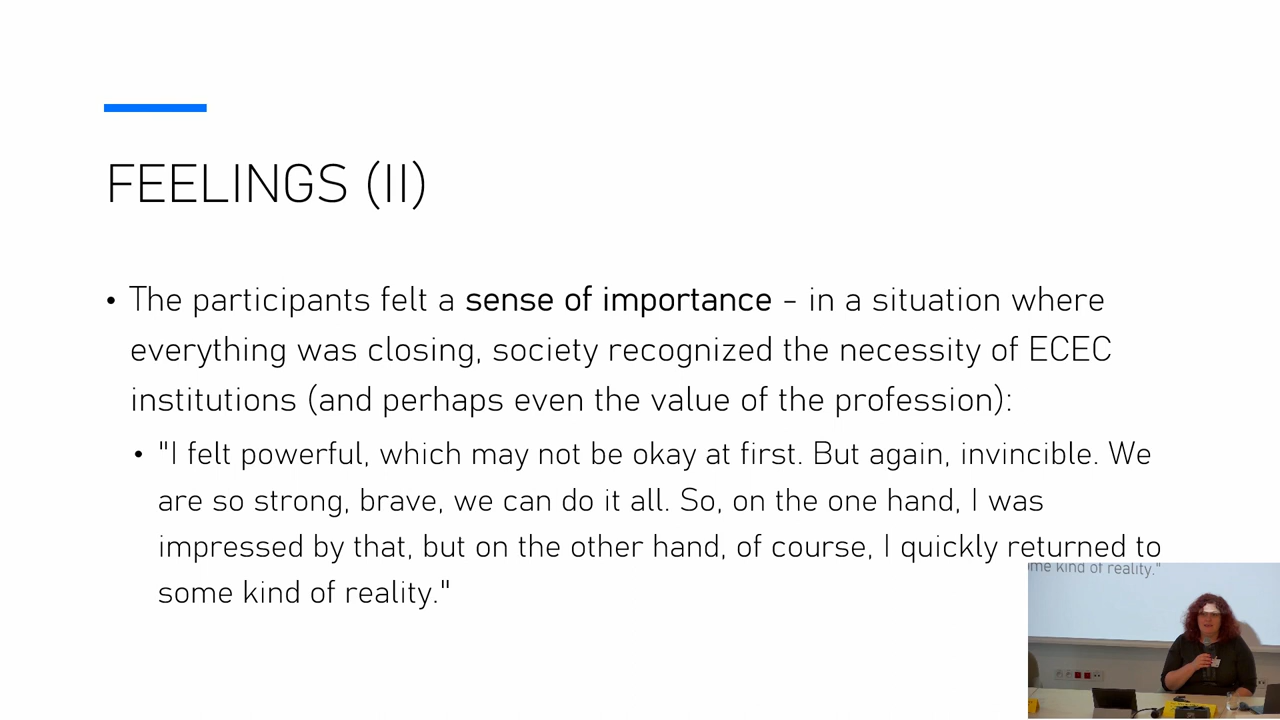 FEELINGS (II)
• The participants felt a sense of importance - in a situation where
everything was closing, society recognized the necessity of ECEC
institutions (and perhaps even the value of the profession):
• "I felt powerful, which may not be okay at first. But again, invincible. We
are so strong, brave, we can do it all. So, on the one hand, I was
impressed by that, but on the other hand, of course, I quickly returned to
some kind of reality."
ome kind of reality."